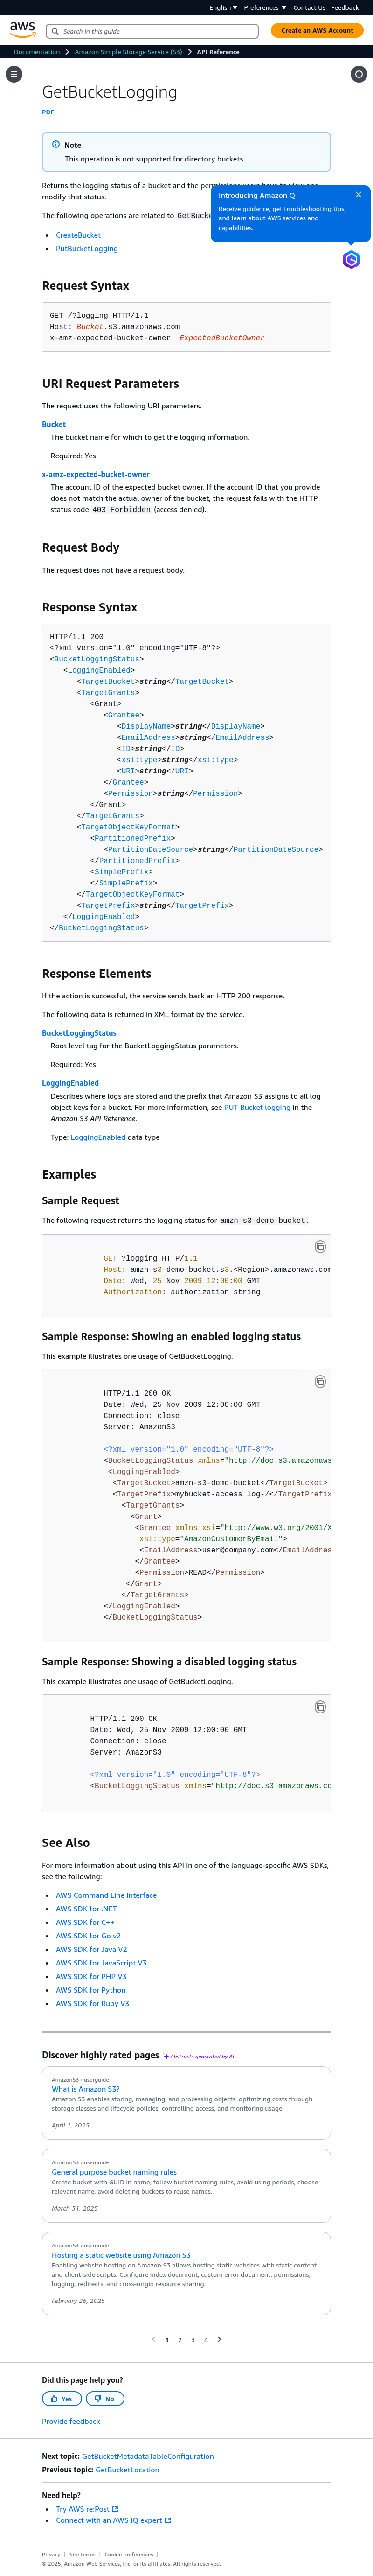 English ▼ Preferences ▼ Contact Us Feedback
aws
Search in this guide
Create an AWS Account
Documentation > Amazon Simple Storage Service (S3) > API Reference
GetBucketLogging
PDF
Note
This operation is not supported for directory buckets.
Returns the logging status of a bucket and the permissions users have to view and
modify that status.
Introducing Amazon Q
Receive guidance, get troubleshooting tips,
and learn about AWS services and
capabilities.
The following operations are related to
• CreateBucket
• PutBucketLogging
Request Syntax
GET /?logging HTTP/1.1
Host: Bucket.s3.amazonaws.com
x-amz-expected-bucket-owner: ExpectedBucketOwner
URI Request Parameters
The request uses the following URI parameters.
Bucket
The bucket name for which to get the logging information.
Required: Yes
x-amz-expected-bucket-owner
The account ID of the expected bucket owner. If the account ID that you provide
does not match the actual owner of the bucket, the request fails with the HTTP
status code 403 Forbidden (access denied).
Request Body
The request does not have a request body.
Response Syntax
HTTP/1.1 200
<?xml version="1.0" encoding="UTF-8"?>
<BucketLoggingStatus>
<LoggingEnabled>
<TargetBucket>string</TargetBucket>
<TargetGrants>
<Grant>
<Grantee>
<DisplayName>string</DisplayName>
<EmailAddress>string</EmailAddress>
<ID>string</ID>
<xsi:type>string</xsi:type>
<URI>string</URI>
</Grantee>
<Permission>string</Permission>
</Grant>
</TargetGrants>
<TargetObjectKeyFormat>
<PartitionedPrefix>
<PartitionDateSource>string</PartitionDateSource>
</PartitionedPrefix>
<SimplePrefix>
</SimplePrefix>
</TargetObjectKeyFormat>
<TargetPrefix>string</TargetPrefix>
</LoggingEnabled>
</BucketLoggingStatus>
Response Elements
If the action is successful, the service sends back an HTTP 200 response.
The following data is returned in XML format by the service.
BucketLoggingStatus
Root level tag for the BucketLoggingStatus parameters.
Required: Yes
LoggingEnabled
Describes where logs are stored and the prefix that Amazon S3 assigns to all log
object keys for a bucket. For more information, see PUT Bucket logging in the
Amazon S3 API Reference.
Type: LoggingEnabled data type
Examples
Sample Request
The following request returns the logging status for amzn-s3-demo-bucket.
GET ?logging HTTP/1.1
Host: amzn-s3-demo-bucket.s3.<Region>.amazonaws.com
Date: Wed, 25 Nov 2009 12:00:00 GMT
Authorization: authorization string
Sample Response: Showing an enabled logging status
This example illustrates one usage of GetBucketLogging.
HTTP/1.1 200 OK
Date: Wed, 25 Nov 2009 12:00:00 GMT
Connection: close
Server: AmazonS3
<?xml version="1.0" encoding="UTF-8"?>
<BucketLoggingStatus xmlns="http://doc.s3.amazonaws
<LoggingEnabled>
<TargetBucket>amzn-s3-demo-bucket</TargetBucket>
<TargetPrefix>mybucket-access_log-/</TargetPrefix
<TargetGrants>
<Grant>
<Grantee xmlns:xsi="http://www.w3.org/2001/X
xsi:type="AmazonCustomerByEmail">
<EmailAddress>user@company.com</EmailAddres
</Grantee>
<Permission>READ</Permission>
</Grant>
</TargetGrants>
</LoggingEnabled>
</BucketLoggingStatus>
Sample Response: Showing a disabled logging status
This example illustrates one usage of GetBucketLogging.
HTTP/1.1 200 OK
Date: Wed, 25 Nov 2009 12:00:00 GMT
Connection: close
Server: AmazonS3
<?xml version="1.0" encoding="UTF-8"?>
<BucketLoggingStatus xmlns="http://doc.s3.amazonaws.co
See Also
For more information about using this API in one of the language-specific AWS SDKs,
see the following:
• AWS Command Line Interface
• AWS SDK for .NET
• AWS SDK for C++
• AWS SDK for Go v2
• AWS SDK for Java V2
• AWS SDK for JavaScript V3
• AWS SDK for PHP V3
• AWS SDK for Python
• AWS SDK for Ruby V3
Discover highly rated pages Abstracts generated by AI
AmazonS3 › userguide
What is Amazon S3?
Amazon S3 enables storing, managing, and processing objects, optimizing costs through
storage classes and lifecycle policies, controlling access, and monitoring usage.
April 1, 2025
AmazonS3 › userguide
General purpose bucket naming rules
Create bucket with GUID in name, follow bucket naming rules, avoid using periods, choose
relevant name, avoid deleting buckets to reuse names.
March 31, 2025
AmazonS3 › userguide
Hosting a static website using Amazon S3
Enabling website hosting on Amazon S3 allows hosting static websites with static content
and client-side scripts. Configure index document, custom error document, permissions,
logging, redirects, and cross-origin resource sharing.
February 26, 2025
1 2 3 4
Did this page help you?
Yes No
Provide feedback
Next topic: GetBucketMetadataTableConfiguration
Previous topic: GetBucketLocation
Need help?
• Try AWS re:Post
• Connect with an AWS IQ expert
Privacy | Site terms | Cookie preferences |
© 2025, Amazon Web Services, Inc. or its affiliates. All rights reserved.